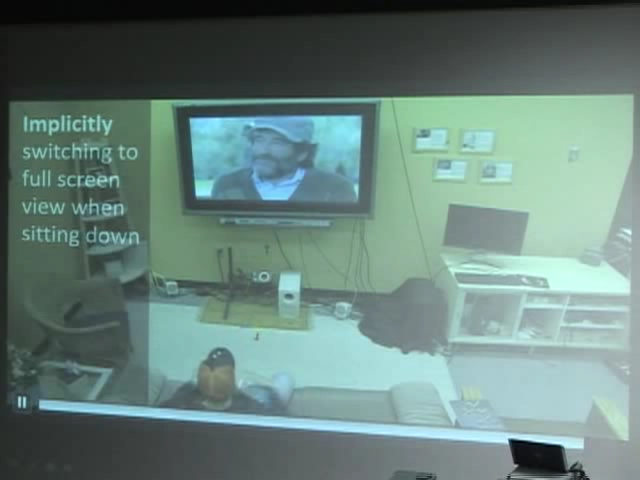 Implicitly
switching to
full screen
view when
sitting down